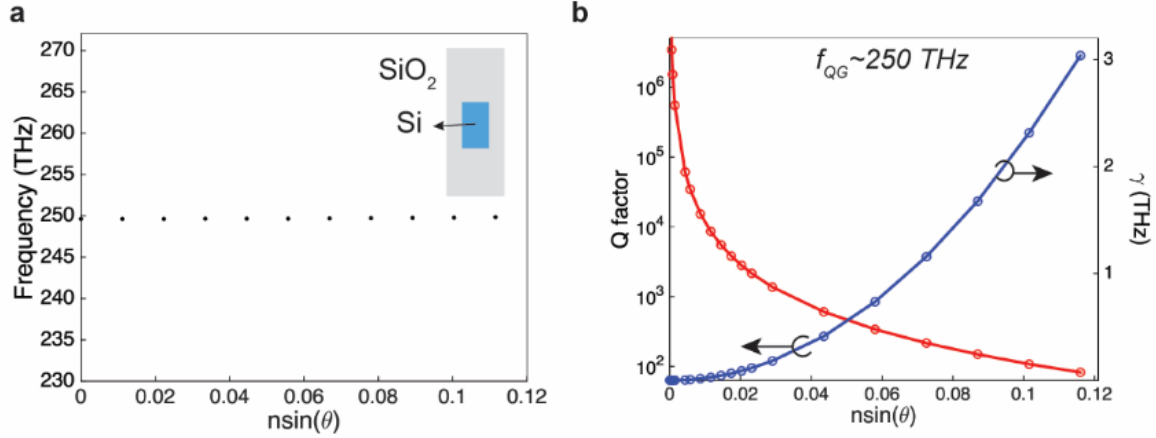 a
270
265
260
255
250
245
240
235
230
Frequency (THz)
SiO2
Si
0 0.02 0.04 0.06 0.08 0.1 0.12
nsin(θ)
b
fQG~250 THz
10^6
10^5
10^4
10^3
10^2
Q factor
3
2
1
γ (THz)
0 0.02 0.04 0.06 0.08 0.1 0.12
nsin(θ)